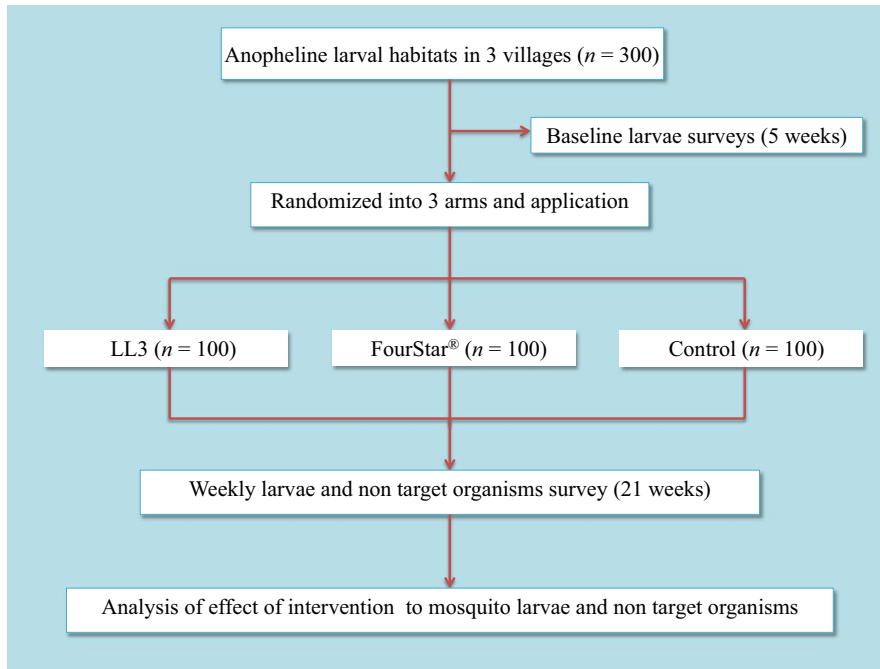 Anopheline larval habitats in 3 villages (n = 300)
Baseline larvae surveys (5 weeks)
Randomized into 3 arms and application
LL3 (n = 100)
FourStar® (n = 100)
Control (n = 100)
Weekly larvae and non target organisms survey (21 weeks)
Analysis of effect of intervention to mosquito larvae and non target organisms